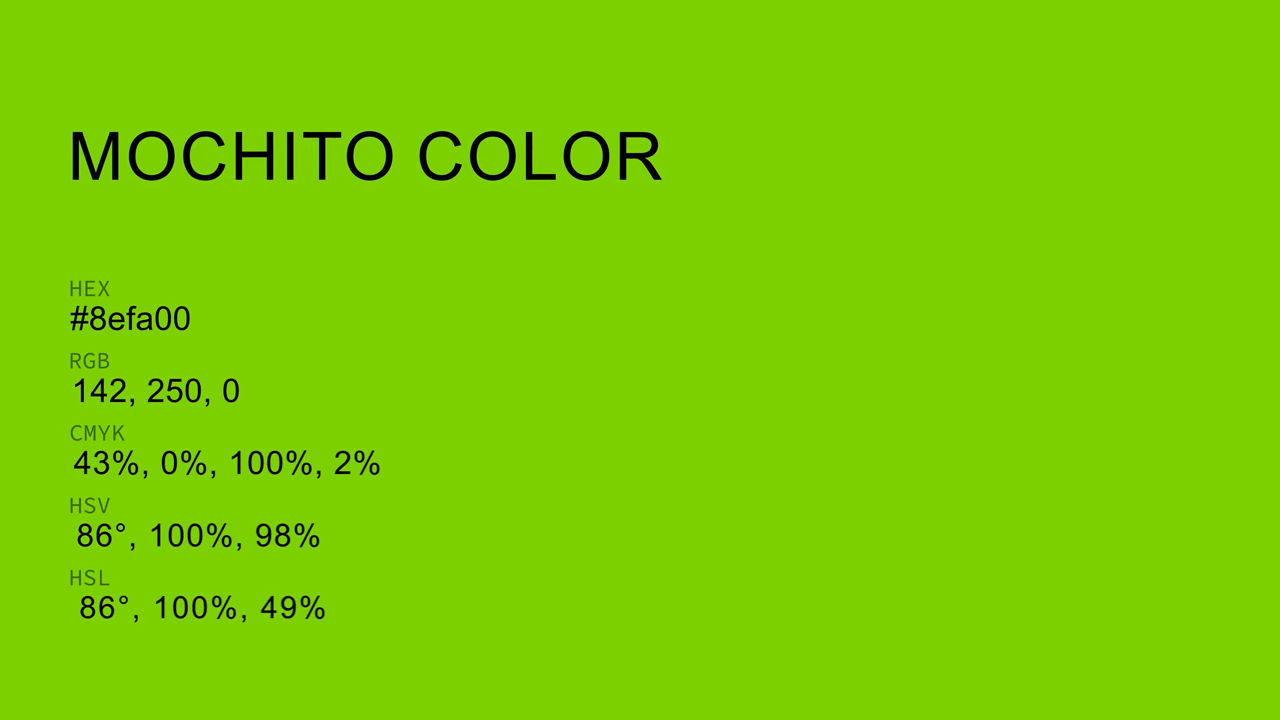 MOCHITO COLOR
HEX
#8efa00
RGB
142, 250, 0
CMYK
43%, 0%, 100%, 2%
HSV
86°, 100%, 98%
HSL
86°, 100%, 49%